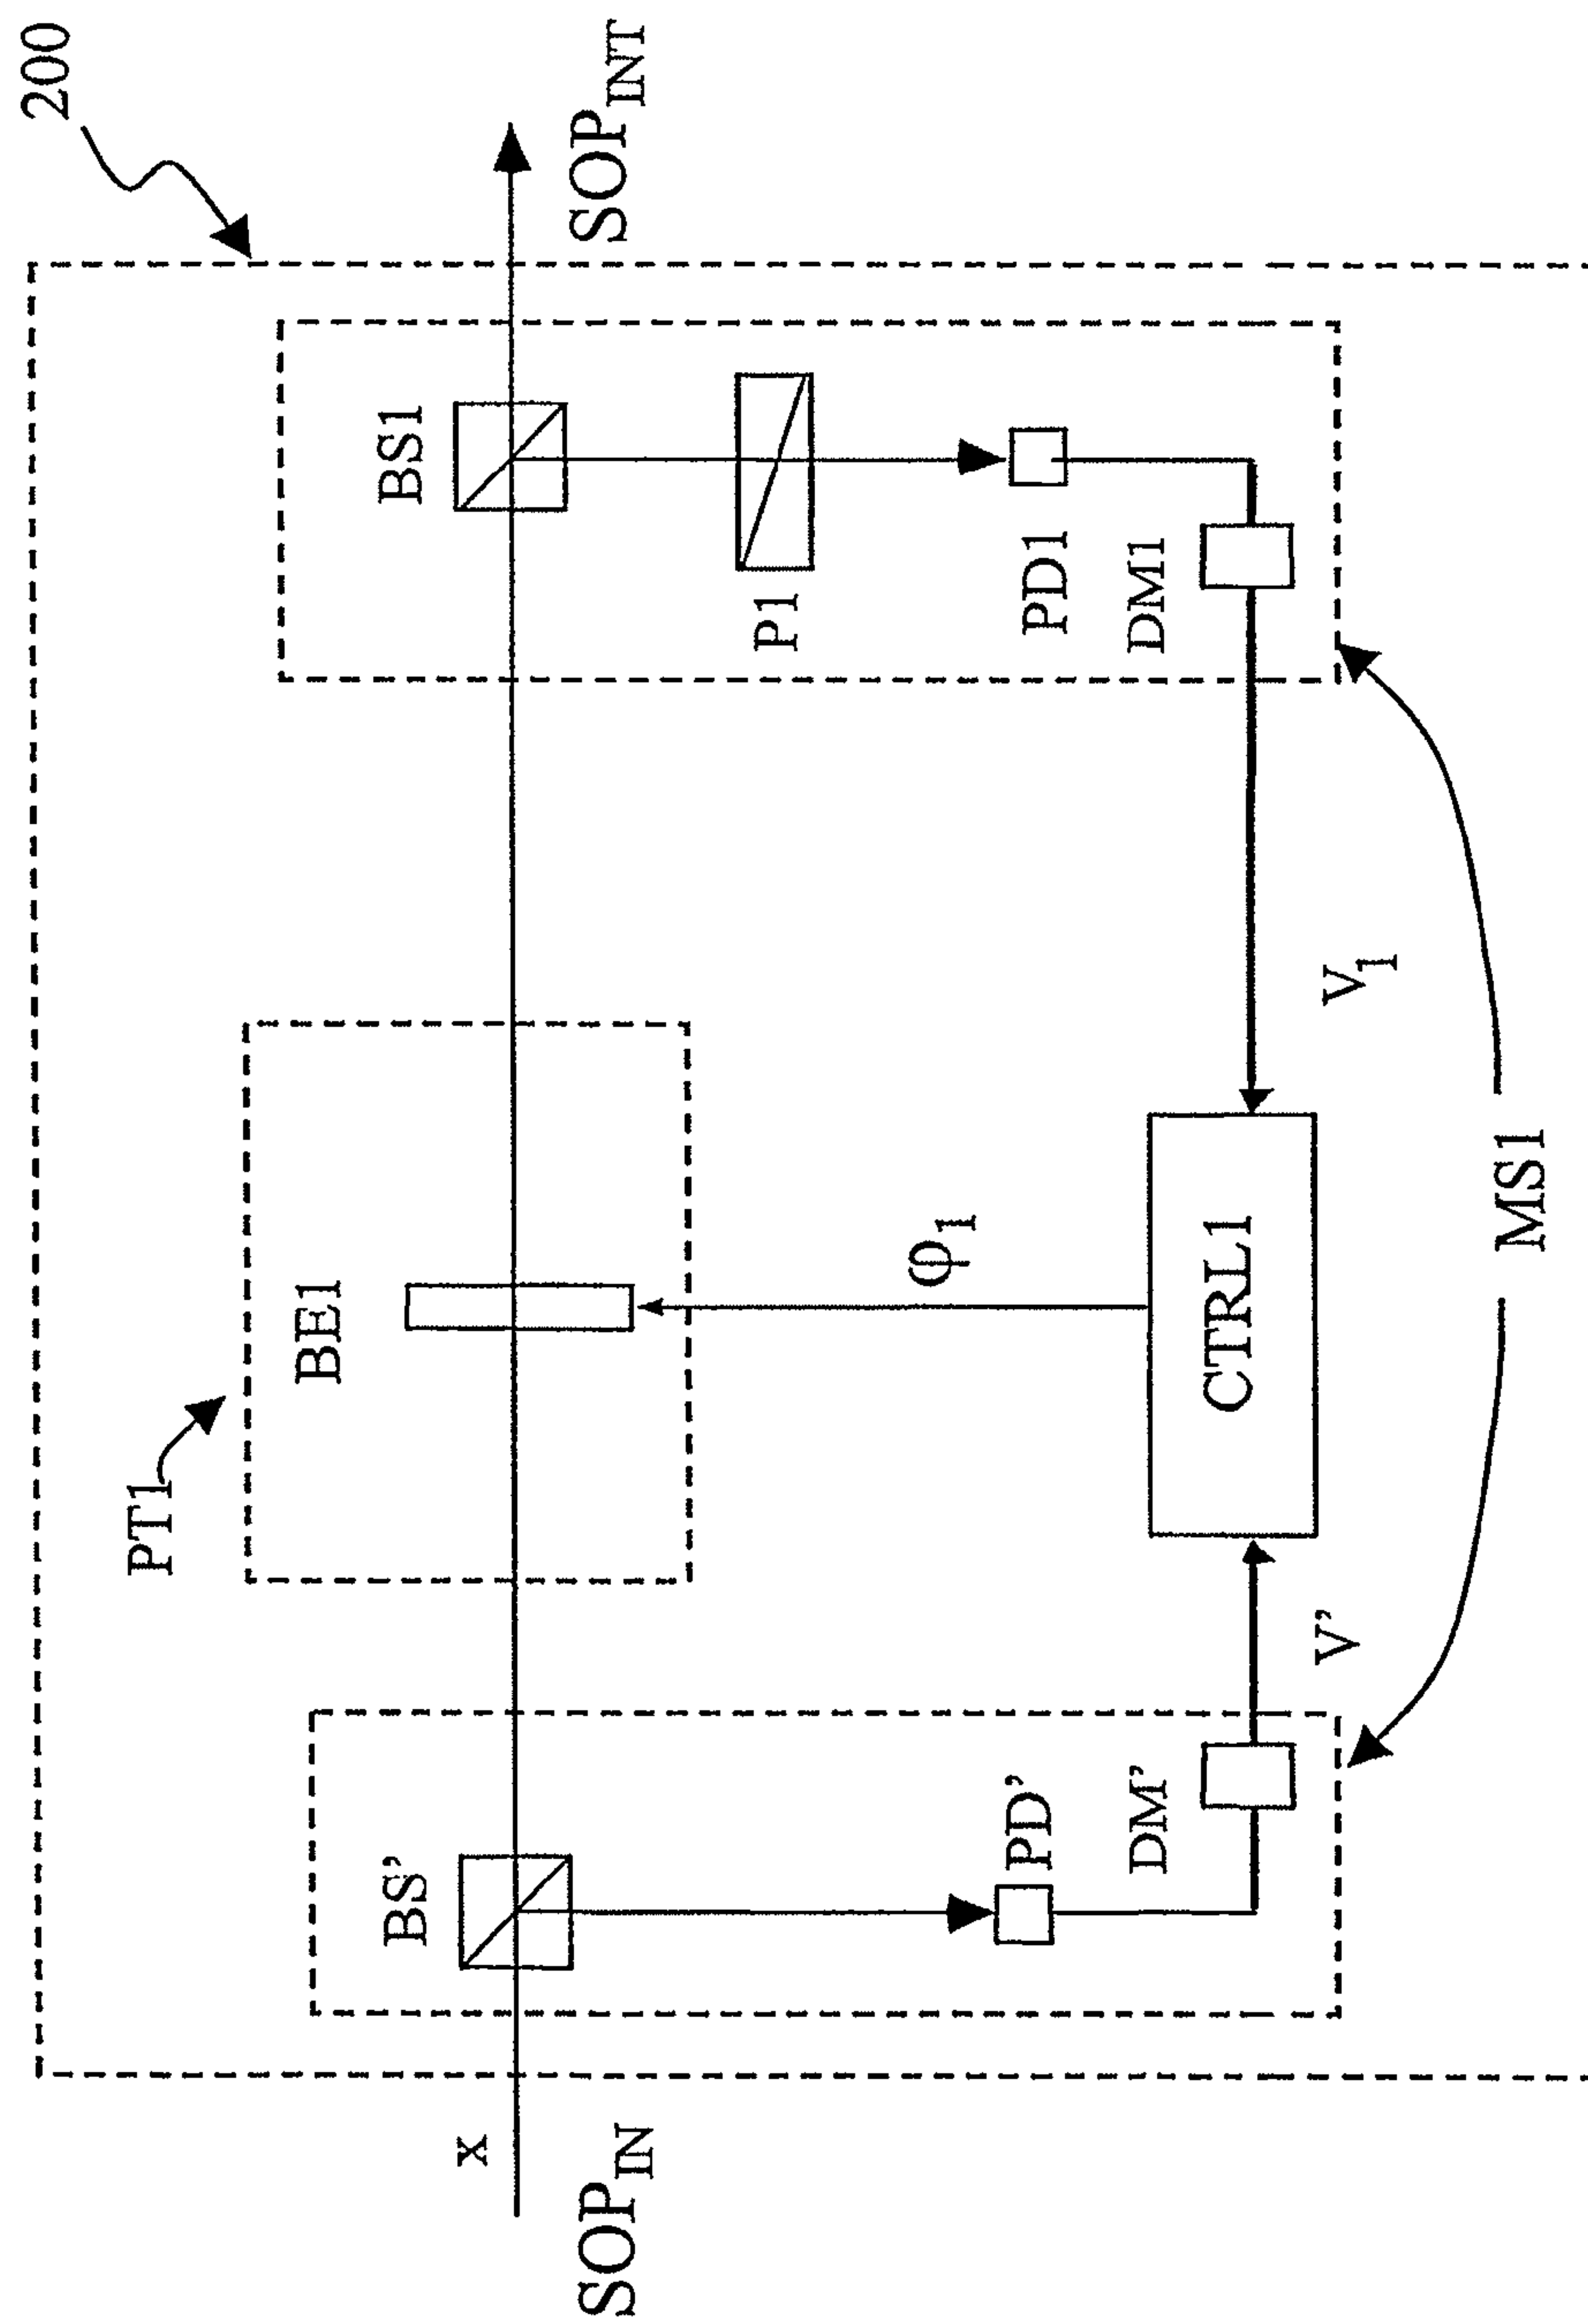 200
PT1
BE1
BS'
BS1
x
SOP_IN
SOP_INT
P1
φ_1
PD'
PD1
DM'
DM1
CTRL1
V'
V_1
MS1